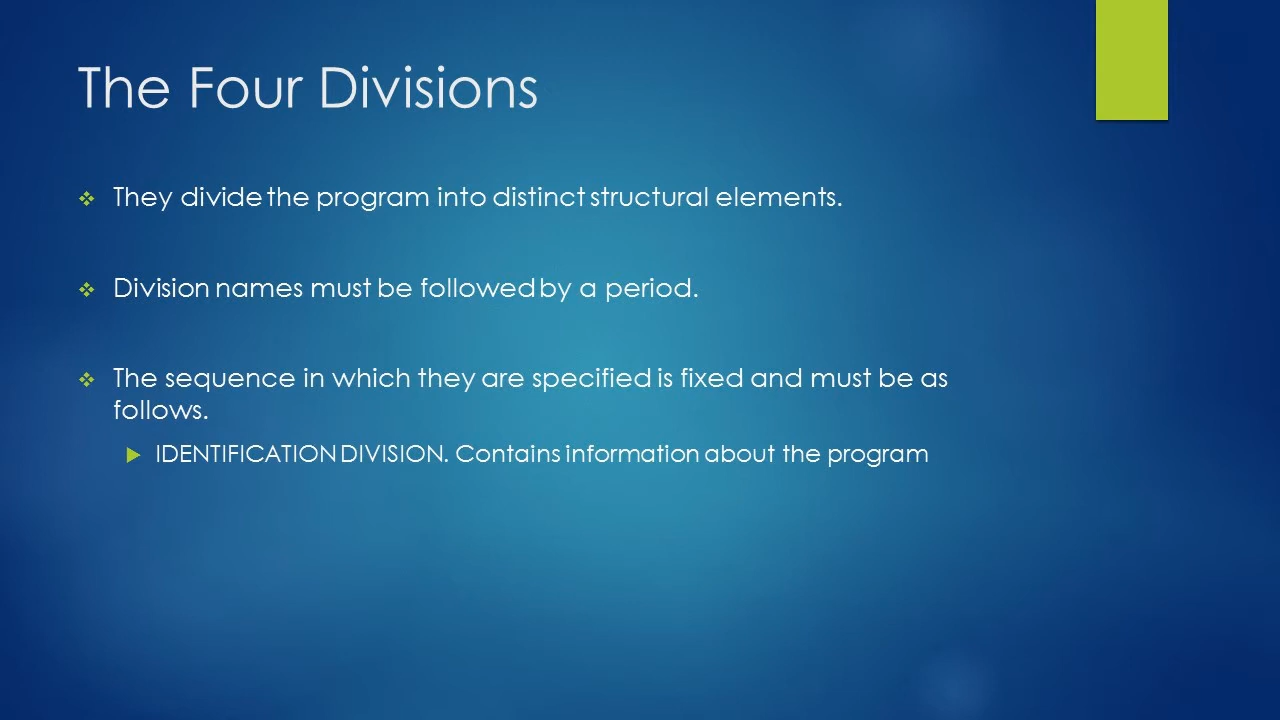 The Four Divisions
They divide the program into distinct structural elements.
Division names must be followed by a period.
The sequence in which they are specified is fixed and must be as
follows.
IDENTIFICATION DIVISION. Contains information about the program